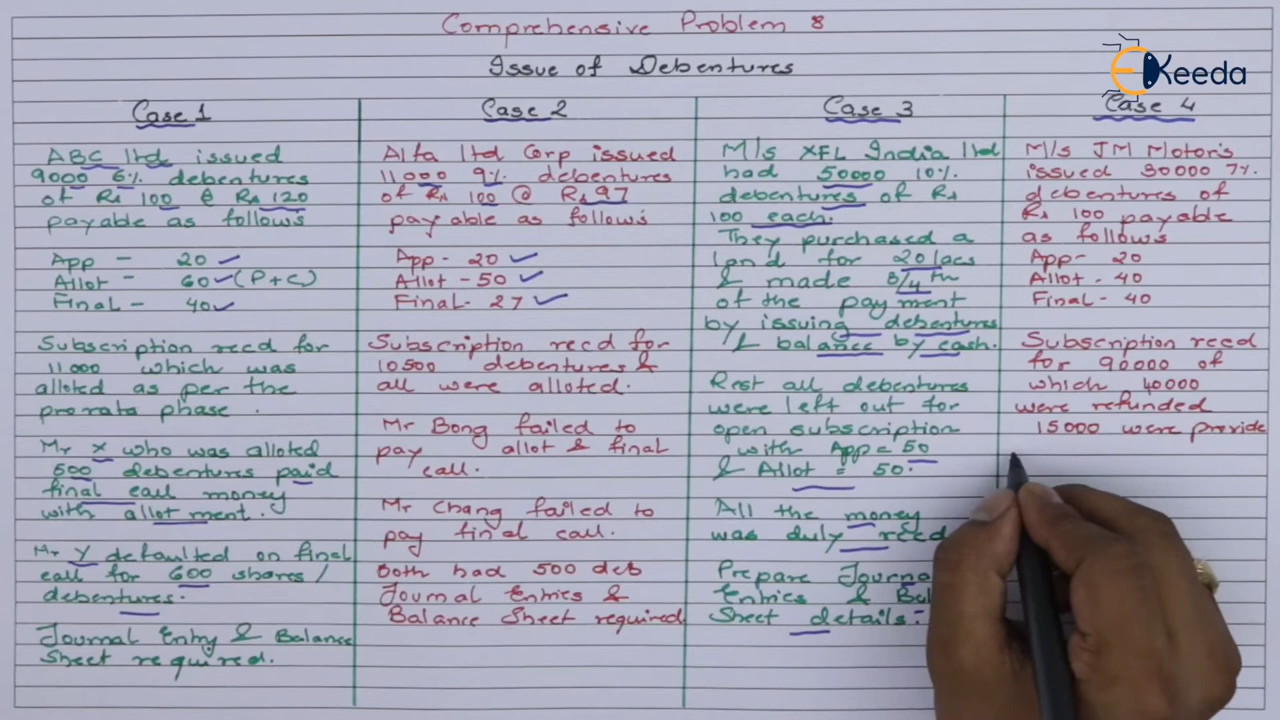 Comprehensive Problem 8
Issue of Debentures
EKeeda
Case 1
ABC ltd issued
9000 6% debentures
of Rs 100 @ Rs 120
payable as follows
App - 20
Allot - 60 (P+C)
Final - 40
Subscription recd for
11000 which was
alloted as per the
prorata phase.
Mr X who was alloted
500 debentures paid
final call money
with allotment.
Mr Y defaulted on final
call for 600 shares/
debentures.
Journal Entry & Balance
Sheet required.
Case 2
Alfa ltd Corp issued
11000 9% debentures
of Rs 100 @ Rs 97
payable as follows
App - 20
Allot - 50
Final - 27
Subscription recd for
10500 debentures &
all were alloted.
Mr Bong failed to
pay allot & final
call.
Mr Chang failed to
pay final call.
Both had 500 deb
Journal Entries &
Balance Sheet required
Case 3
M/s XFL India ltd
had 50000 10%
debentures of Rs
100 each.
They purchased a
land for 20 lacs
& made 3/4th
of the payment
by issuing debentures
& balance by cash.
Rest all debentures
were left out for
open subscription
with App = 50
& Allot = 50.
All the money
was duly recd
Prepare Journa
Entries & Bal
Sheet details.
Case 4
M/s JM Motors
issued 30000 7%
debentures of
Rs 100 payable
as follows
App - 20
Allot - 40
Final - 40
Subscription recd
for 90000 of
which 40000
were refunded
15000 were provide